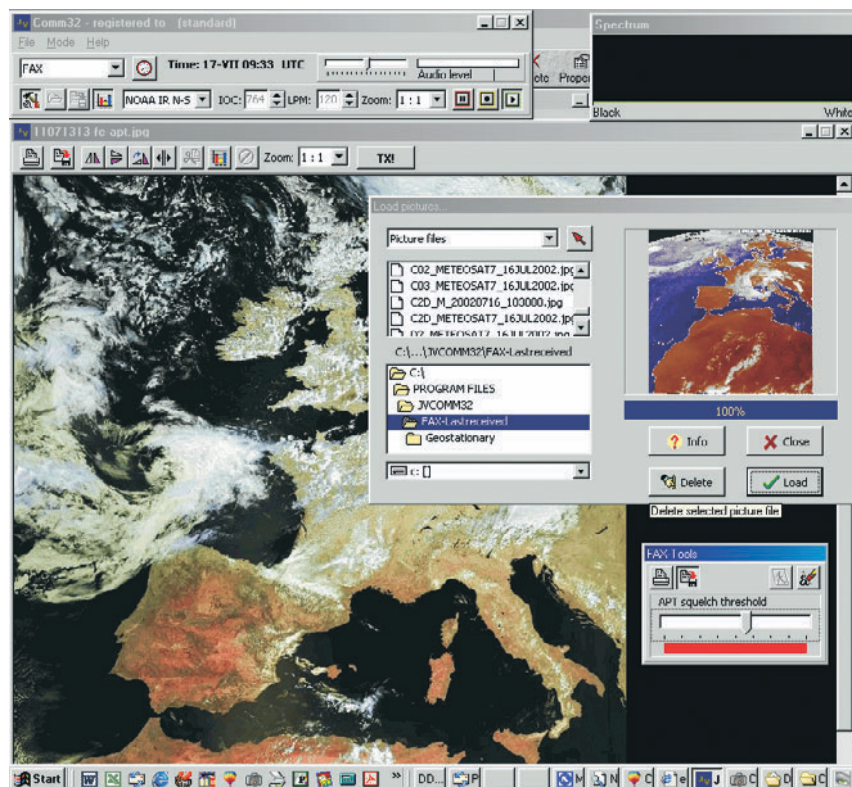 Comm32 - registered to (standard)
File Mode Help
FAX
Time: 17-VII 09:33 UTC
Audio level
NOAA IR N-S
IOC: 764
LPM: 120
Zoom: 1 : 1
Proper
Spectrum
Black
White
11071313 fc-apt.jpg
Zoom: 1 : 1
TX!
Load pictures...
Picture files
C02_METEOSAT7_16JUL2002.jpg
C03_METEOSAT7_16JUL2002.jpg
C2D_M_20020716_103000.jpg
C2D_METEOSAT7_16JUL2002.jpg
C:\...\JVCOMM32\FAX-Lastreceived
C:\
PROGRAM FILES
JVCOMM32
FAX-Lastreceived
Geostationary
c: []
100%
Info
Close
Delete
Load
Delete selected picture file
FAX Tools
APT squelch threshold
Start
DD...
P
M
N
C
e
J
C
D
C